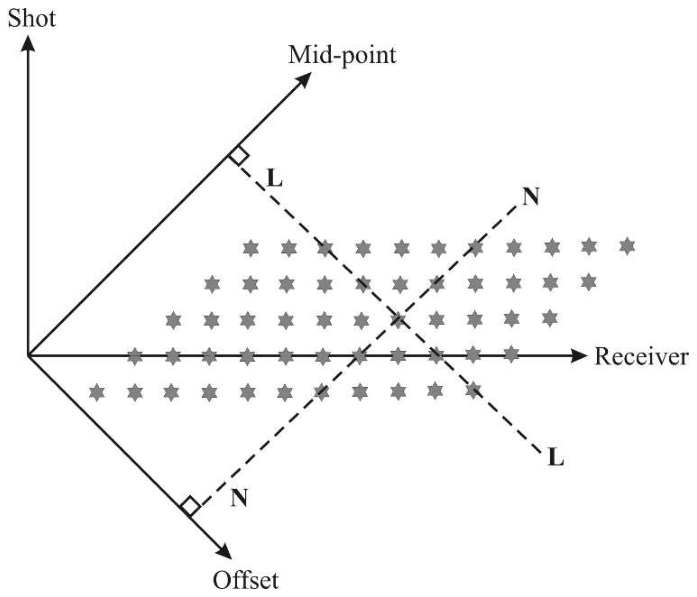 Shot
Mid-point
L
N
Receiver
L
N
Offset